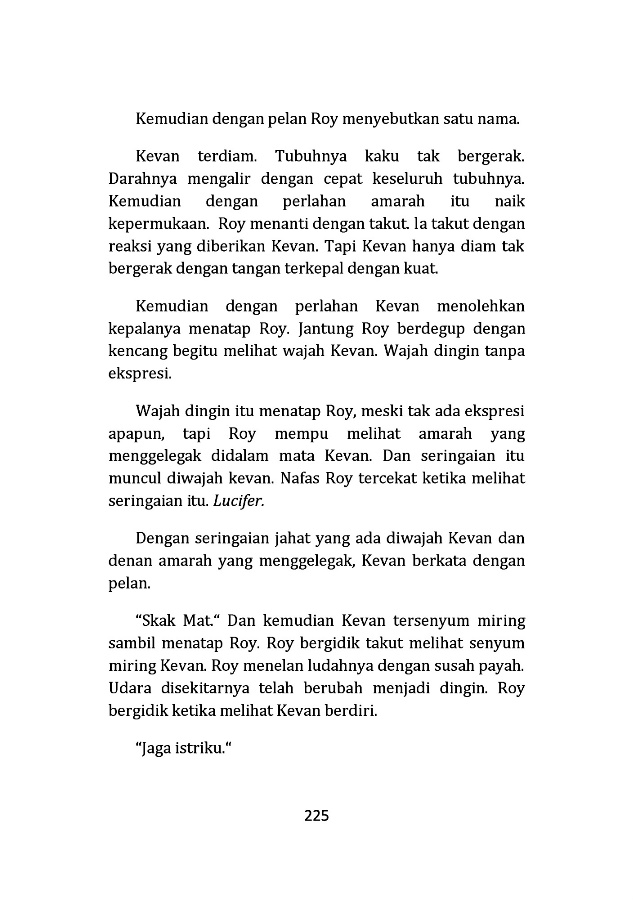 Kemudian dengan pelan Roy menyebutkan satu nama.
Kevan terdiam. Tubuhnya kaku tak bergerak.
Darahnya mengalir dengan cepat keseluruh tubuhnya.
Kemudian dengan perlahan amarah itu naik
kepermukaan. Roy menanti dengan takut. Ia takut dengan
reaksi yang diberikan Kevan. Tapi Kevan hanya diam tak
bergerak dengan tangan terkepal dengan kuat.
Kemudian dengan perlahan Kevan menolehkan
kepalanya menatap Roy. Jantung Roy berdegup dengan
kencang begitu melihat wajah Kevan. Wajah dingin tanpa
ekspresi.
Wajah dingin itu menatap Roy, meski tak ada ekspresi
apapun, tapi Roy mempu melihat amarah yang
menggelegak didalam mata Kevan. Dan seringaian itu
muncul diwajah kevan. Nafas Roy tercekat ketika melihat
seringaian itu. Lucifer.
Dengan seringaian jahat yang ada diwajah Kevan dan
denan amarah yang menggelegak, Kevan berkata dengan
pelan.
“Skak Mat.“ Dan kemudian Kevan tersenyum miring
sambil menatap Roy. Roy bergidik takut melihat senyum
miring Kevan. Roy menelan ludahnya dengan susah payah.
Udara disekitarnya telah berubah menjadi dingin. Roy
bergidik ketika melihat Kevan berdiri.
“Jaga istriku.“
225